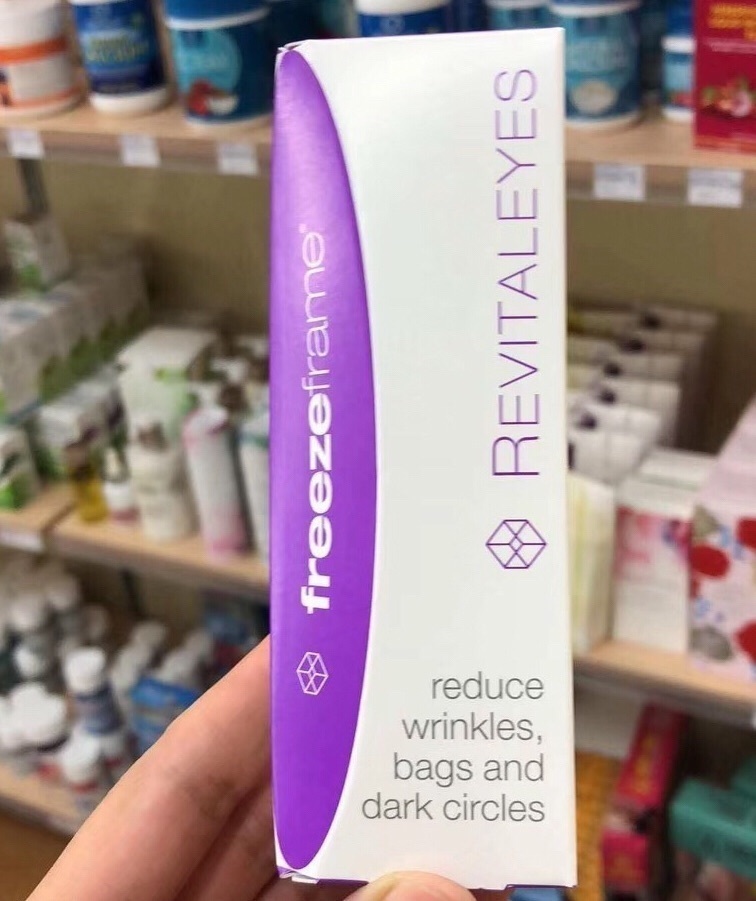 freezeframe®
REVITALEYES
reduce
wrinkles,
bags and
dark circles